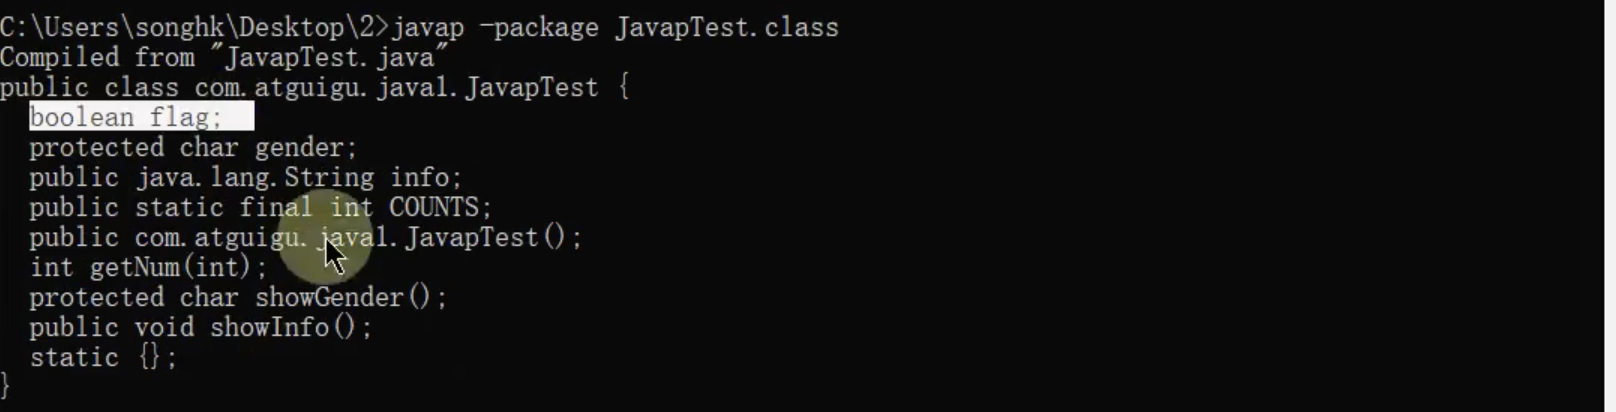 C:\Users\songhk\Desktop\2>javap -package JavapTest.class
Compiled from "JavapTest.java"
public class com.atguigu.java1.JavapTest {
boolean flag;
protected char gender;
public java.lang.String info;
public static final int COUNTS;
public com.atguigu.java1.JavapTest();
int getNum(int);
protected char showGender();
public void showInfo();
static {};
}